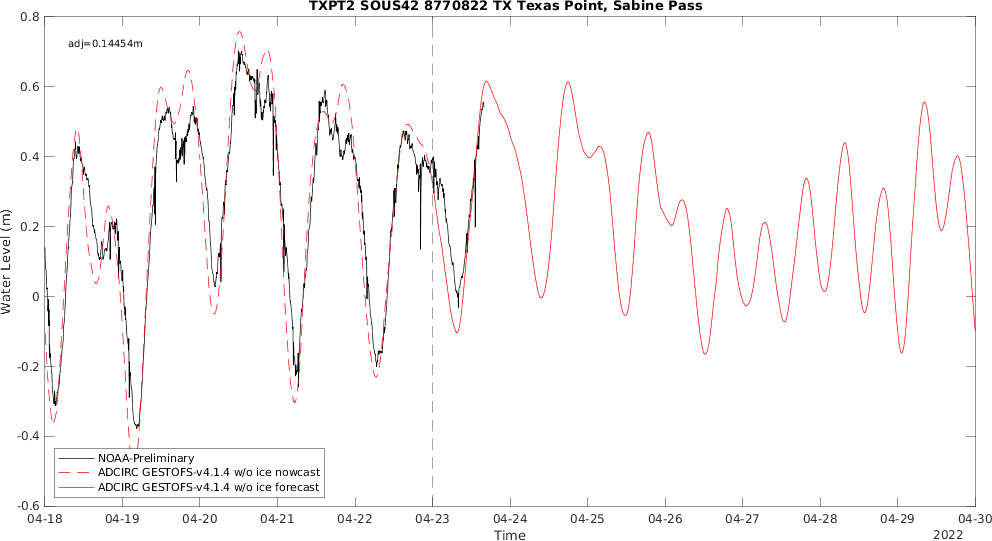 TXPT2 SOUS42 8770822 TX Texas Point, Sabine Pass
adj=0.14454m
0.8
0.6
0.4
0.2
0
-0.2
-0.4
-0.6
Water Level (m)
NOAA-Preliminary
ADCIRC GESTOFS-v4.1.4 w/o ice nowcast
ADCIRC GESTOFS-v4.1.4 w/o ice forecast
04-18 04-19 04-20 04-21 04-22 04-23 04-24 04-25 04-26 04-27 04-28 04-29 04-30
Time
2022